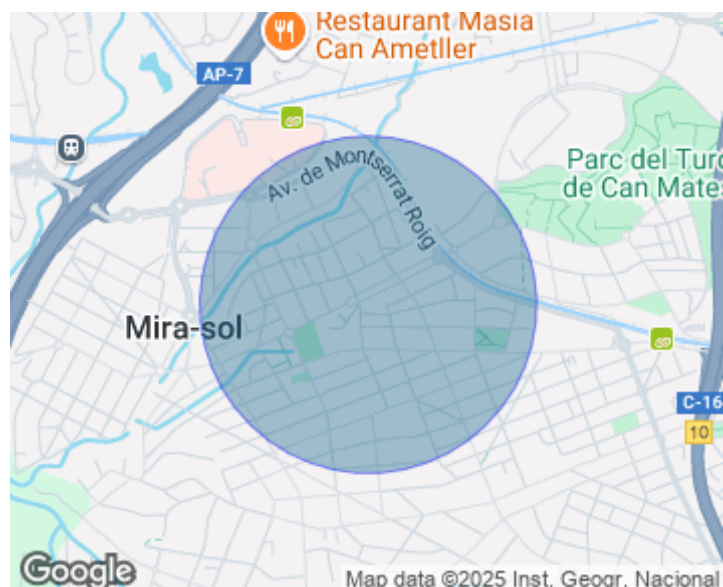 Restaurant Masia
Can Ametller
AP-7
Av. de Montserrat Roig
Parc del Turo
de Can Mates
Mira-sol
C-16
10
Google
Map data ©2025 Inst. Geogr. Nacional